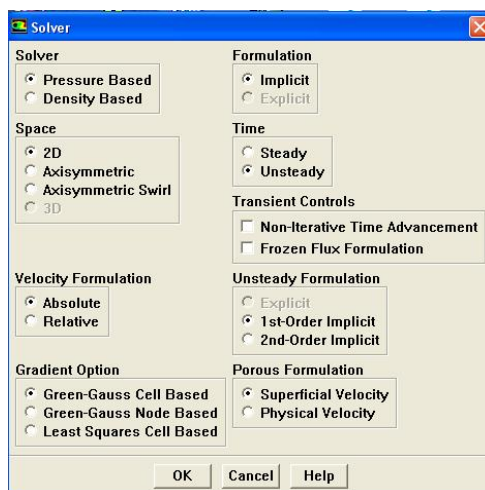 Solver
Solver
Pressure Based
Density Based
Formulation
Implicit
Explicit
Space
2D
Axisymmetric
Axisymmetric Swirl
3D
Time
Steady
Unsteady
Transient Controls
Non-Iterative Time Advancement
Frozen Flux Formulation
Velocity Formulation
Absolute
Relative
Unsteady Formulation
Explicit
1st-Order Implicit
2nd-Order Implicit
Gradient Option
Green-Gauss Cell Based
Green-Gauss Node Based
Least Squares Cell Based
Porous Formulation
Superficial Velocity
Physical Velocity
OK
Cancel
Help